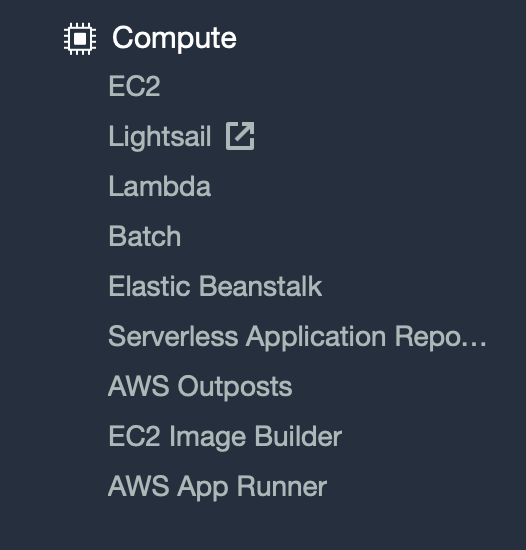 Compute
EC2
Lightsail
Lambda
Batch
Elastic Beanstalk
Serverless Application Repo...
AWS Outposts
EC2 Image Builder
AWS App Runner